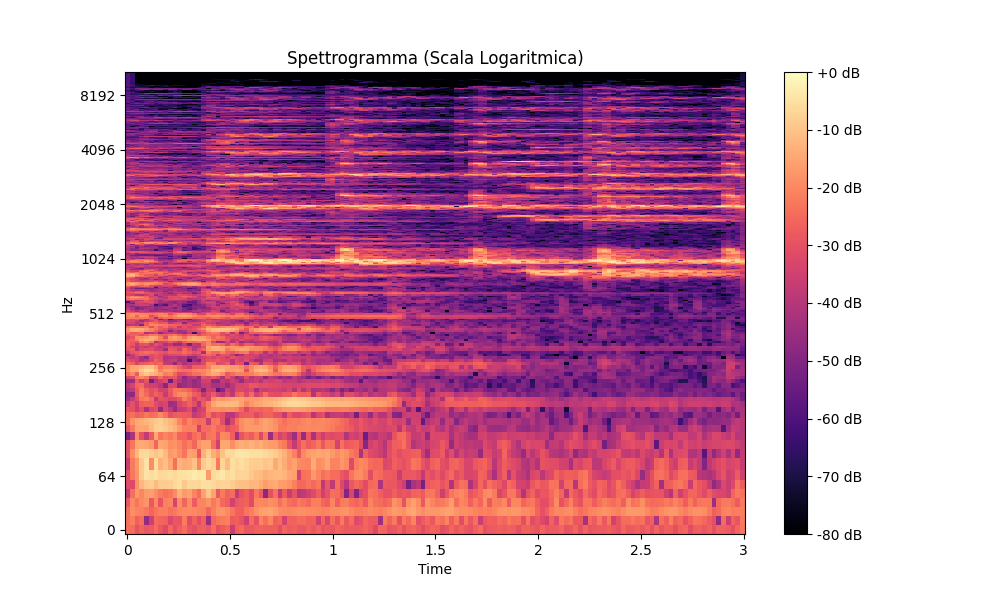 Spettrogramma (Scala Logaritmica)
Hz
8192
4096
2048
1024
512
256
128
64
0
0
0.5
1
1.5
2
2.5
3
Time
+0 dB
-10 dB
-20 dB
-30 dB
-40 dB
-50 dB
-60 dB
-70 dB
-80 dB